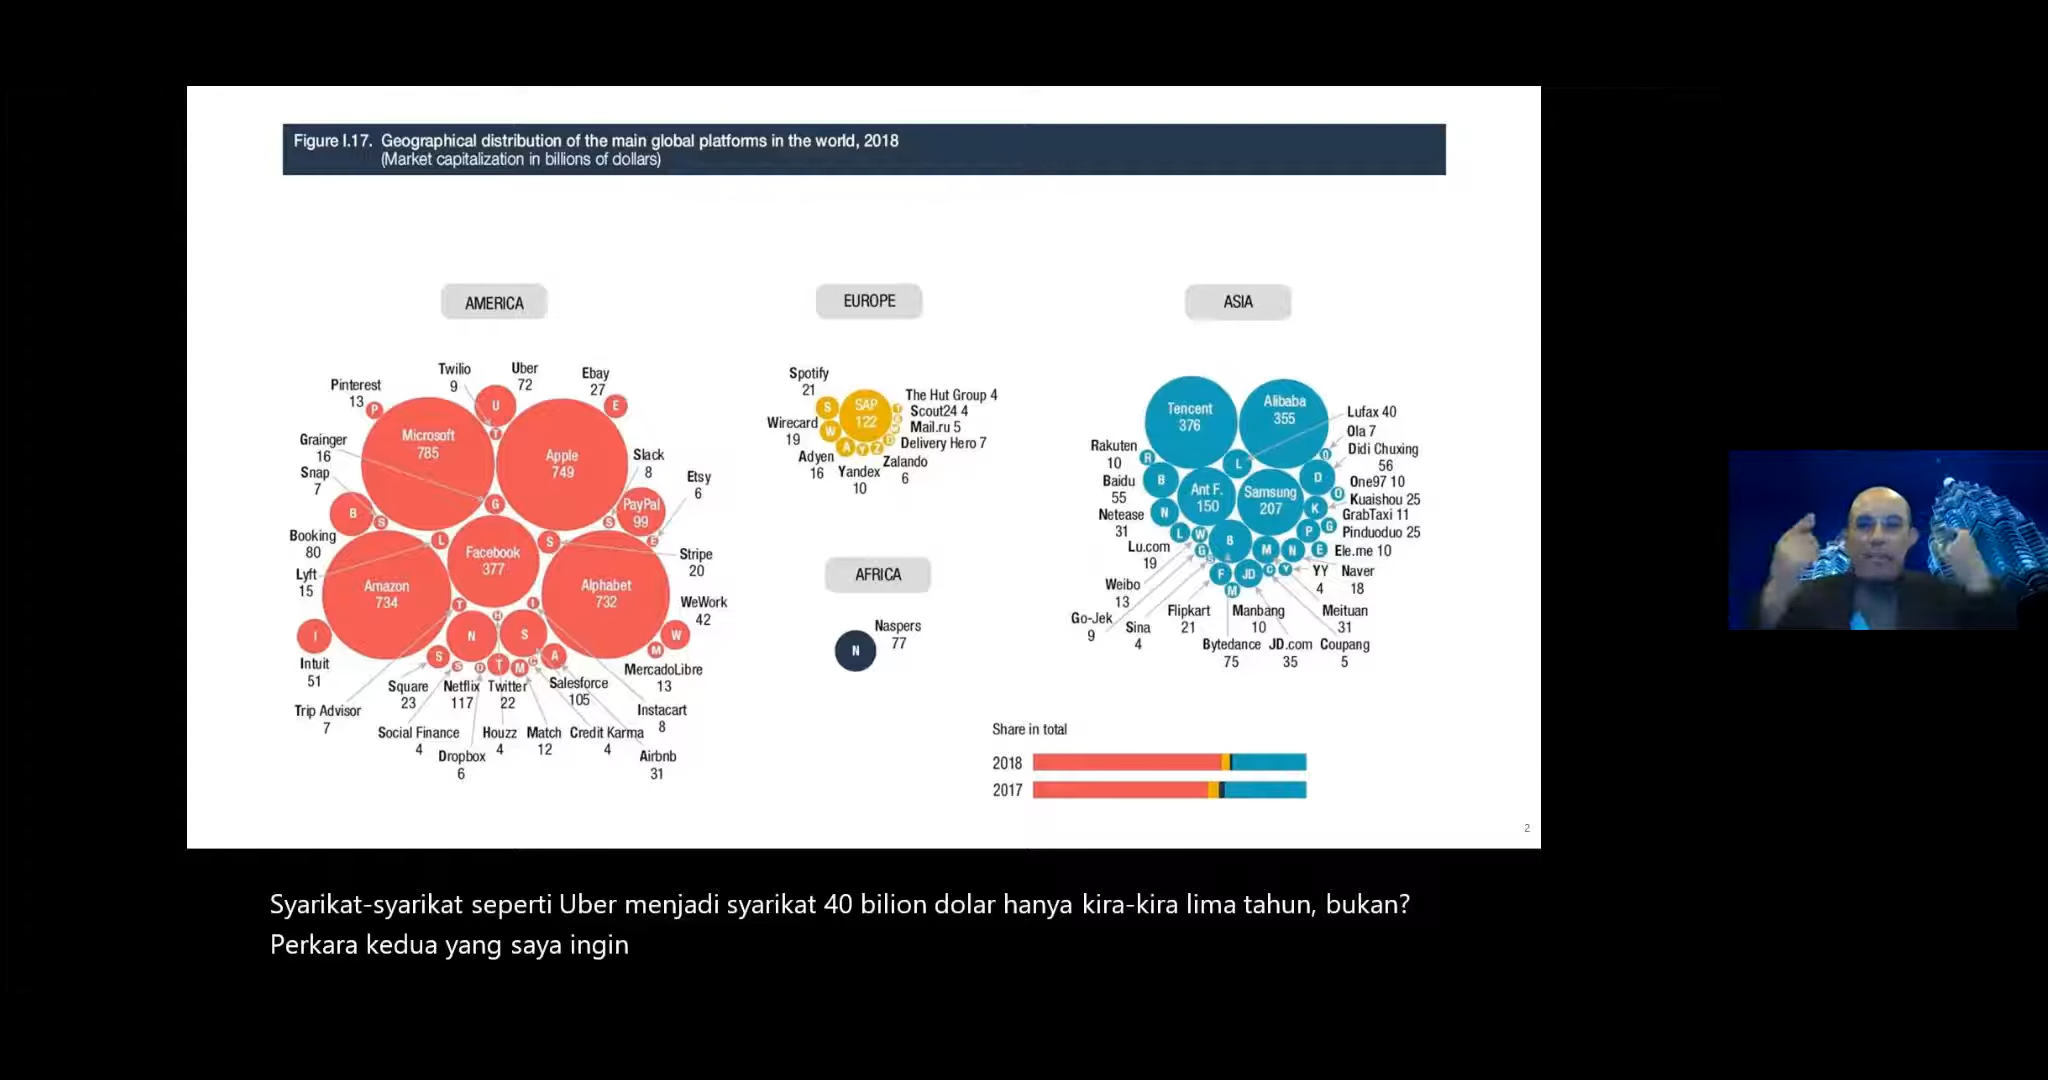 Figure I.17. Geographical distribution of the main global platforms in the world, 2018
(Market capitalization in billions of dollars)
AMERICA
Pinterest
13
P
Twilio
9
T
Uber
72
U
Ebay
27
E
Microsoft
785
Apple
749
Grainger
16
G
Snap
7
S
Slack
8
S
Etsy
6
E
PayPal
99
Booking
80
B
Lyft
15
L
Facebook
377
Stripe
20
S
Amazon
734
Alphabet
732
WeWork
42
W
Intuit
51
I
MercadoLibre
13
M
Trip Advisor
7
T
Square
23
S
Netflix
117
N
Twitter
22
T
Salesforce
105
S
Instacart
8
I
Social Finance
4
S
Dropbox
6
D
Houzz
4
H
Match
12
M
Credit Karma
4
C
Airbnb
31
A
EUROPE
Spotify
21
S
SAP
122
Wirecard
19
W
Adyen
16
A
Yandex
10
Y
Zalando
6
Z
The Hut Group 4
Scout24 4
Mail.ru 5
Delivery Hero 7
D
AFRICA
Naspers
77
N
ASIA
Tencent
376
Alibaba
355
Lufax 40
L
Ola 7
O
Didi Chuxing
56
D
One97 10
O
Kuaishou 25
K
GrabTaxi 11
G
Pinduoduo 25
P
Ele.me 10
E
Rakuten
10
R
Baidu
55
B
Netease
31
N
Ant F.
150
Samsung
207
Lu.com
19
L
Weibo
13
W
Go-Jek
9
G
Sina
4
S
Flipkart
21
F
Bytedance
75
B
Manbang
10
M
JD.com
35
JD
Coupang
5
C
Meituan
31
M
YY
4
Y
Naver
18
N
Share in total
2018
2017
2
Syarikat-syarikat seperti Uber menjadi syarikat 40 bilion dolar hanya kira-kira lima tahun, bukan?
Perkara kedua yang saya ingin